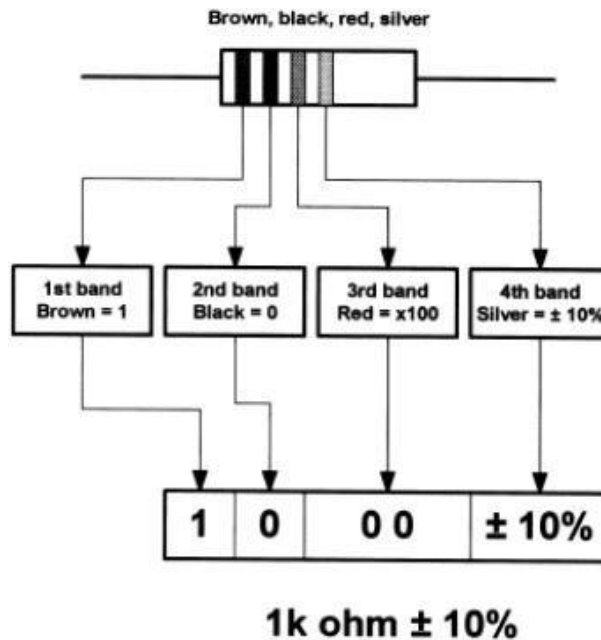 Brown, black, red, silver
1st band
Brown = 1
2nd band
Black = 0
3rd band
Red = x100
4th band
Silver = ± 10%
1 0 0 0 ± 10%
1k ohm ± 10%